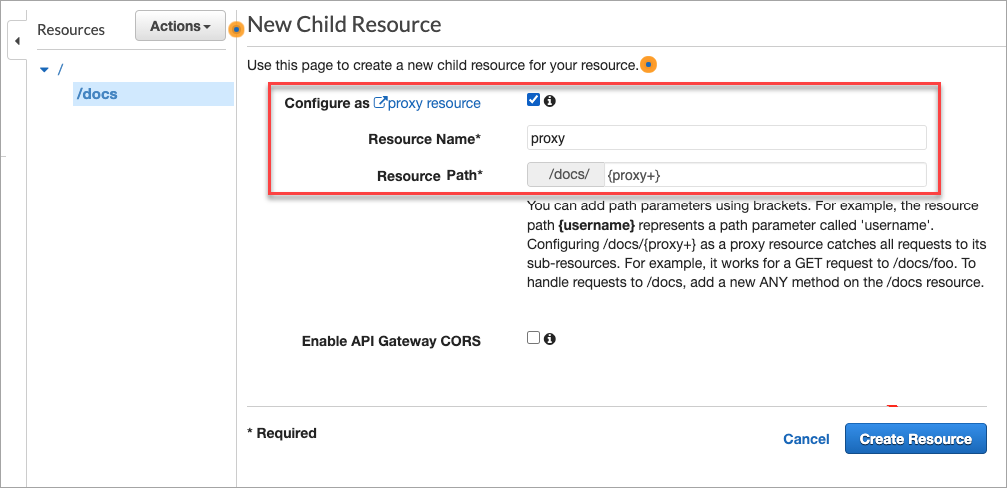 Resources
Actions
New Child Resource
/
/docs
Use this page to create a new child resource for your resource.
Configure as proxy resource
Resource Name*
proxy
Resource Path*
/docs/ {proxy+}
You can add path parameters using brackets. For example, the resource
path {username} represents a path parameter called 'username'.
Configuring /docs/{proxy+} as a proxy resource catches all requests to its
sub-resources. For example, it works for a GET request to /docs/foo. To
handle requests to /docs, add a new ANY method on the /docs resource.
Enable API Gateway CORS
* Required
Cancel
Create Resource